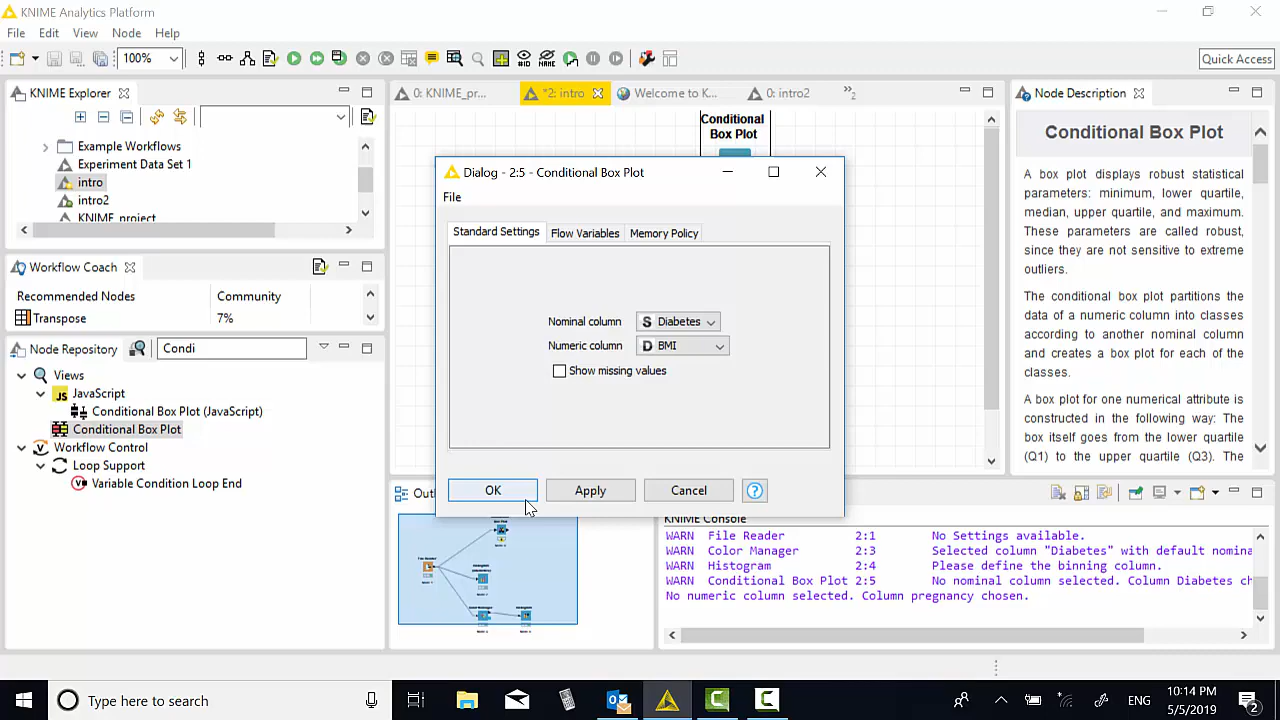 KNIME Analytics Platform
File Edit View Node Help
100%
Quick Access
KNIME Explorer
0: KNIME_pr...
*2: intro
Welcome to K...
0: intro2
»2
Node Description
Example Workflows
Experiment Data Set 1
intro
intro2
KNIME_project
Workflow Coach
Recommended Nodes
Community
Transpose
7%
Node Repository
Condi
Views
JavaScript
Conditional Box Plot (JavaScript)
Conditional Box Plot
Workflow Control
Loop Support
Variable Condition Loop End
Conditional
Box Plot
Dialog - 2:5 - Conditional Box Plot
File
Standard Settings
Flow Variables
Memory Policy
Nominal column
S Diabetes
Numeric column
D BMI
Show missing values
OK
Apply
Cancel
?
Conditional Box Plot
A box plot displays robust statistical
parameters: minimum, lower quartile,
median, upper quartile, and maximum.
These parameters are called robust,
since they are not sensitive to extreme
outliers.
The conditional box plot partitions the
data of a numeric column into classes
according to another nominal column
and creates a box plot for each of the
classes.
A box plot for one numerical attribute is
constructed in the following way: The
box itself goes from the lower quartile
(Q1) to the upper quartile (Q3). The
Outl
KNIME Console
WARN File Reader 2:1 No Settings available.
WARN Color Manager 2:3 Selected column "Diabetes" with default nomina
WARN Histogram 2:4 Please define the binning column.
WARN Conditional Box Plot 2:5 No nominal column selected. Column Diabetes ch
No numeric column selected. Column pregnancy chosen.
Type here to search
ENG
10:14 PM
5/5/2019
2